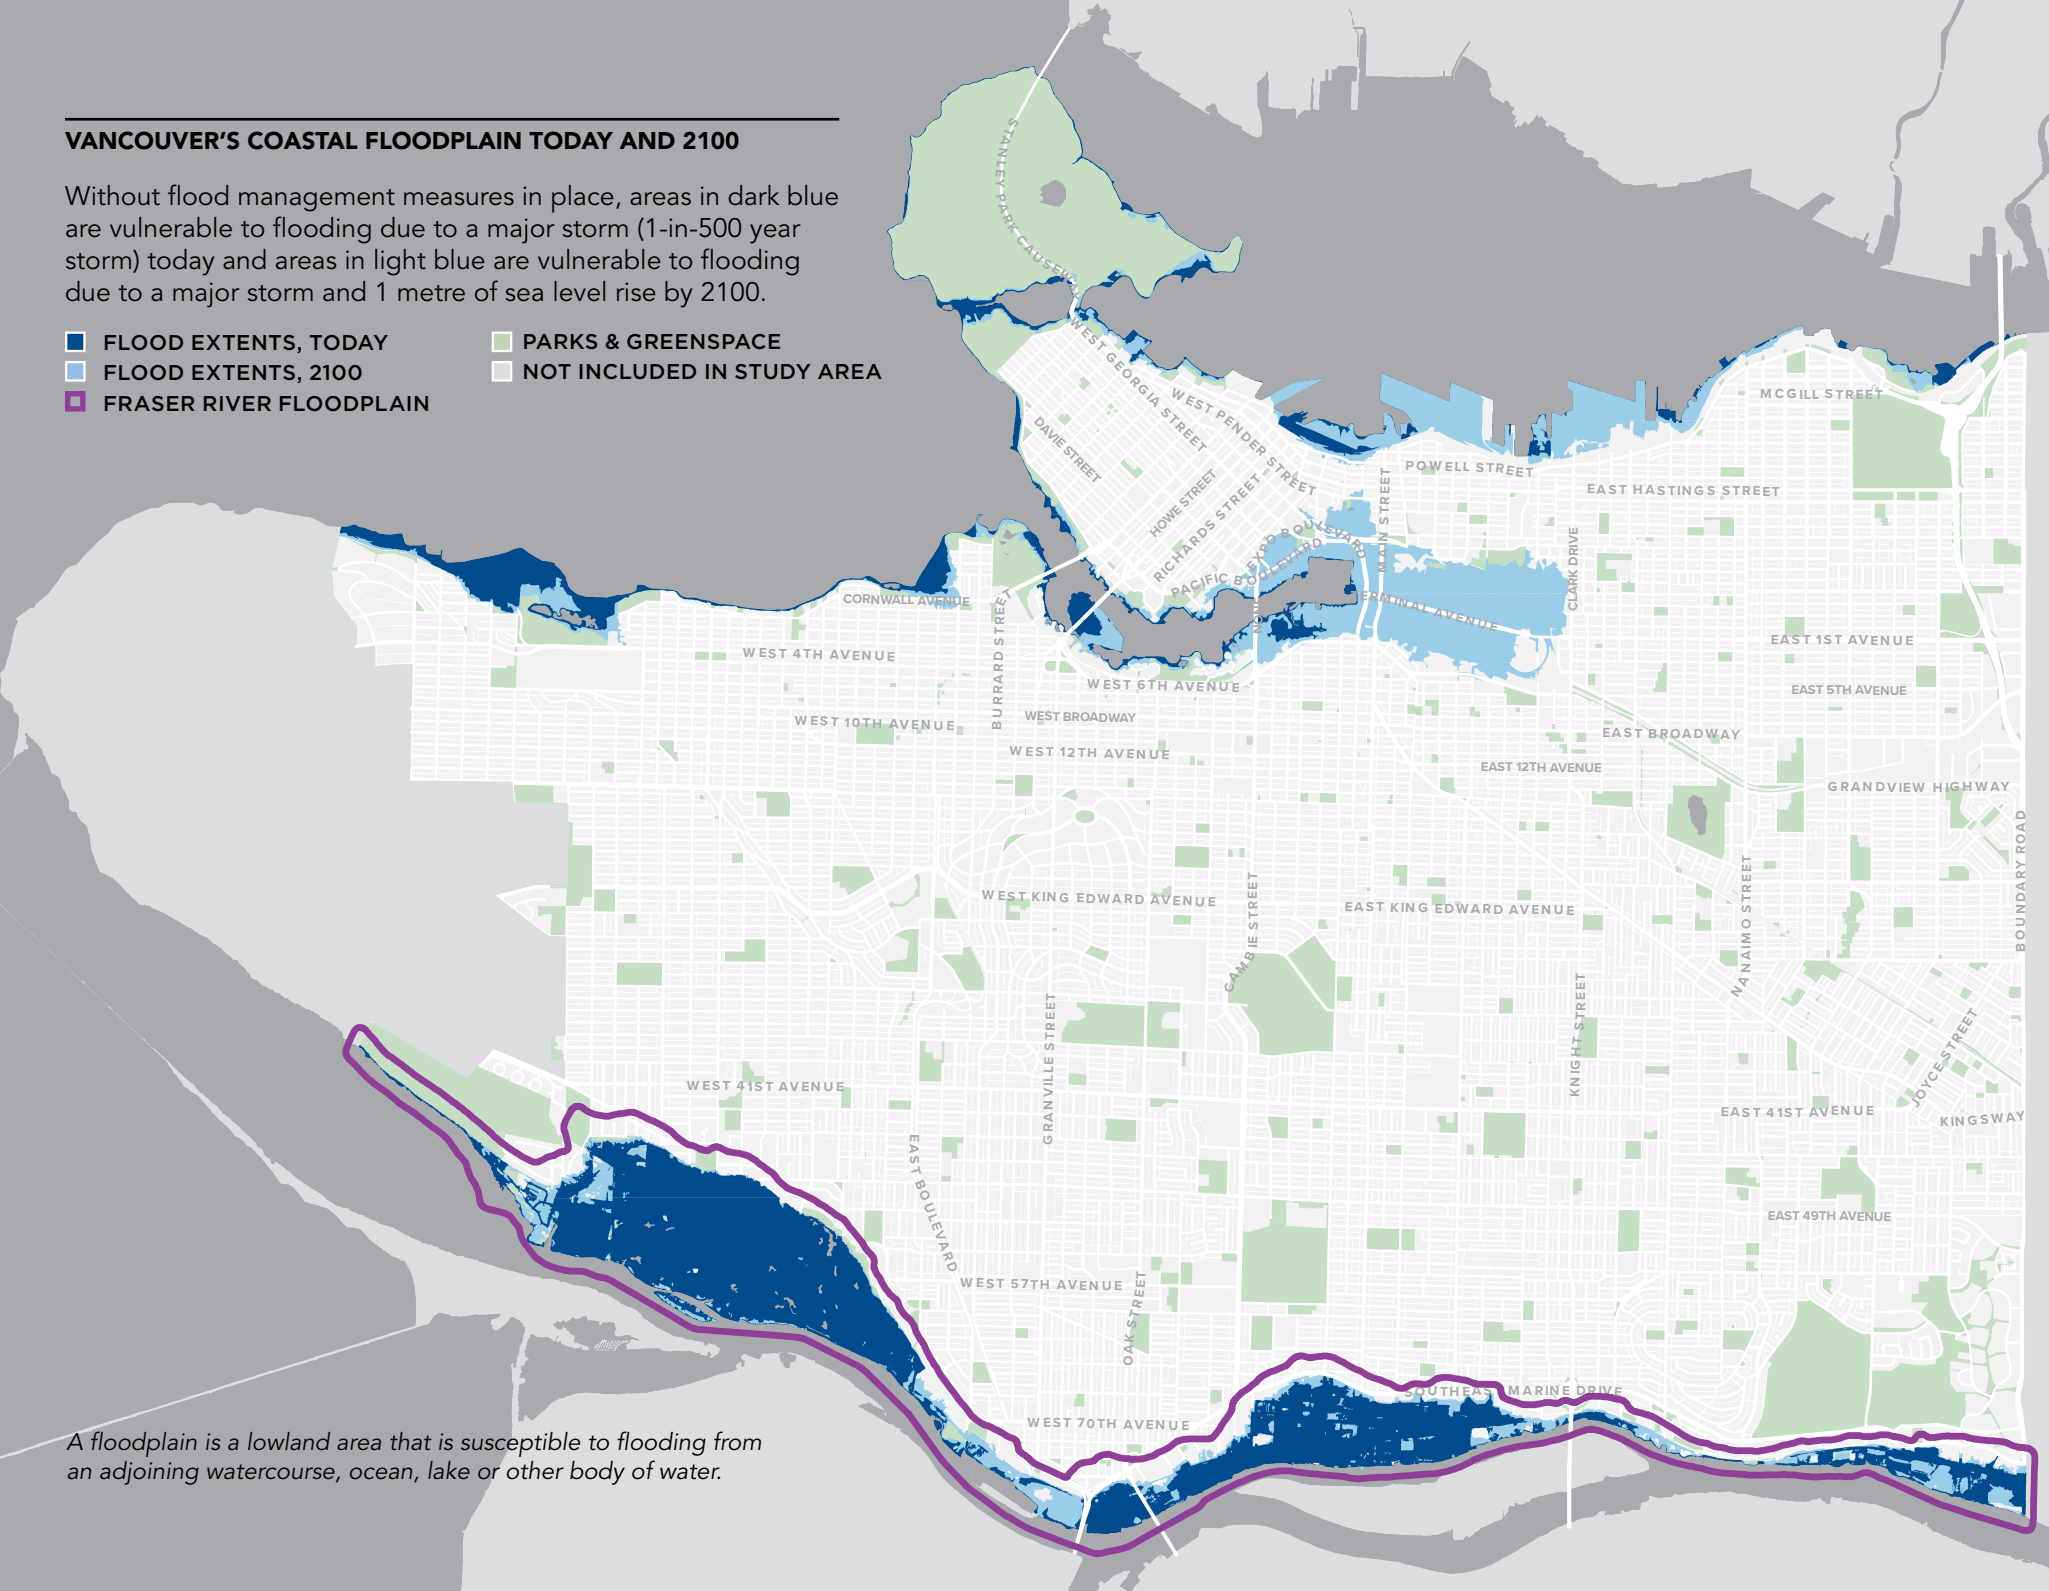 VANCOUVER'S COASTAL FLOODPLAIN TODAY AND 2100
Without flood management measures in place, areas in dark blue
are vulnerable to flooding due to a major storm (1-in-500 year
storm) today and areas in light blue are vulnerable to flooding
due to a major storm and 1 metre of sea level rise by 2100.
FLOOD EXTENTS, TODAY
FLOOD EXTENTS, 2100
FRASER RIVER FLOODPLAIN
PARKS & GREENSPACE
NOT INCLUDED IN STUDY AREA
STANLEY PARK CAUSEWAY
WEST GEORGIA STREET
WEST PENDER STREET
DAVIE STREET
HOWE STREET
RICHARDS STREET
EXPO BOULEVARD
PACIFIC BOULEVARD
MAIN STREET
MCGILL STREET
POWELL STREET
EAST HASTINGS STREET
CLARK DRIVE
TERMINAL AVENUE
CORNWALL AVENUE
BURRARD STREET
WEST 4TH AVENUE
WEST 6TH AVENUE
EAST 1ST AVENUE
EAST 5TH AVENUE
WEST 10TH AVENUE
WEST BROADWAY
EAST BROADWAY
WEST 12TH AVENUE
EAST 12TH AVENUE
GRANDVIEW HIGHWAY
BOUNDARY ROAD
NANAIMO STREET
WEST KING EDWARD AVENUE
CAMBIE STREET
EAST KING EDWARD AVENUE
KNIGHT STREET
GRANVILLE STREET
JOYCE STREET
WEST 41ST AVENUE
EAST 41ST AVENUE
KINGSWAY
EAST BOULEVARD
EAST 49TH AVENUE
WEST 57TH AVENUE
OAK STREET
SOUTHEAST MARINE DRIVE
WEST 70TH AVENUE
A floodplain is a lowland area that is susceptible to flooding from
an adjoining watercourse, ocean, lake or other body of water.